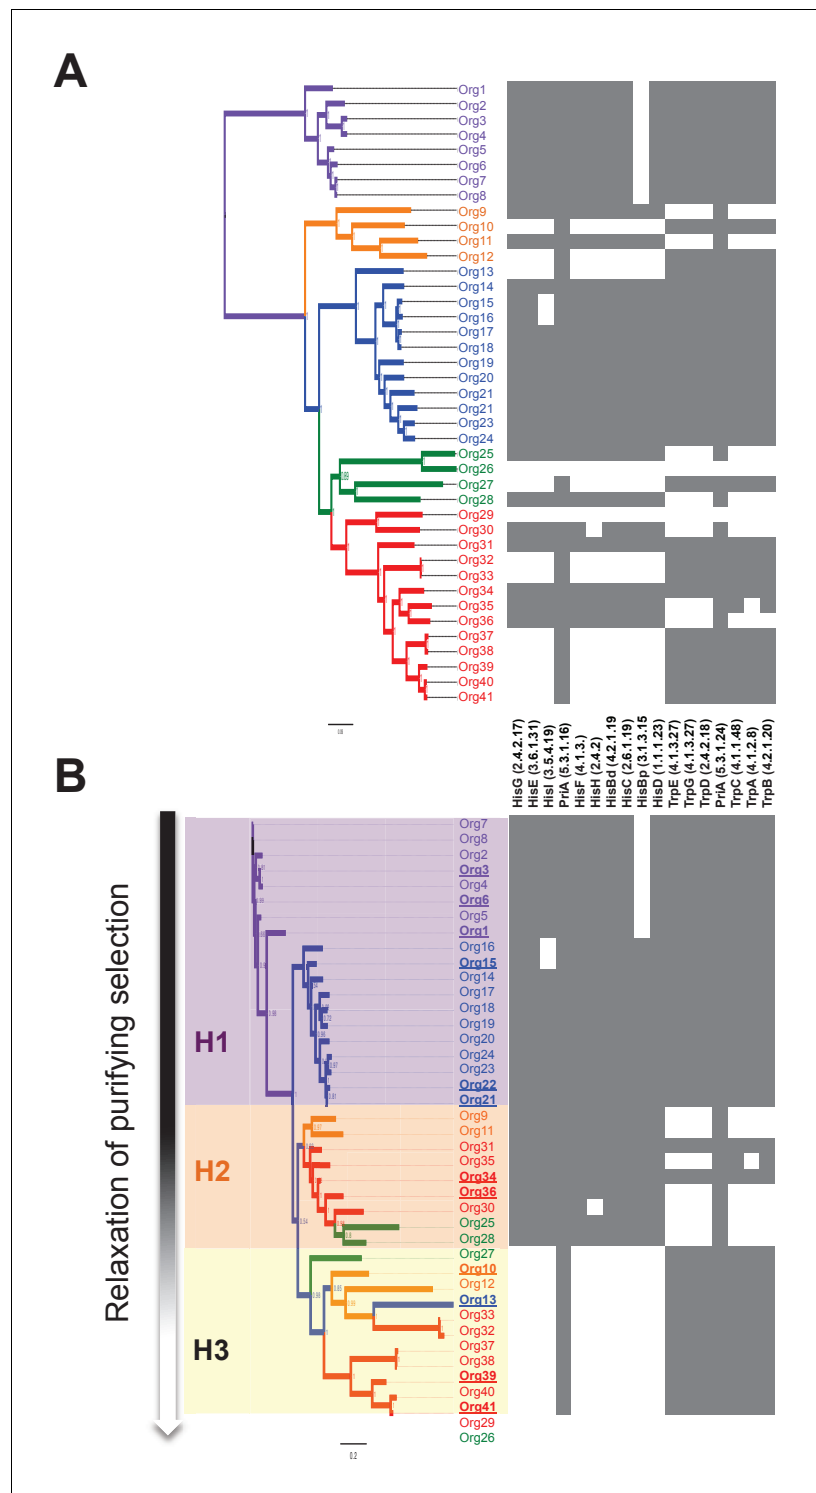 A
Org1
Org2
Org3
Org4
Org5
Org6
Org7
Org8
Org9
Org10
Org11
Org12
Org13
Org14
Org15
Org16
Org17
Org18
Org19
Org20
Org21
Org21
Org23
Org24
Org25
Org26
Org27
Org28
Org29
Org30
Org31
Org32
Org33
Org34
Org35
Org36
Org37
Org38
Org39
Org40
Org41
HisG (2.4.2.17)
HisE (3.6.1.31)
HisI (3.5.4.19)
PriA (5.3.1.16)
HisF (4.1.3.)
HisH (2.4.2)
HisBd (4.2.1.19
HisC (2.6.1.19)
HisBp (3.1.3.15
HisD (1.1.1.23)
TrpE (4.1.3.27)
TrpG (4.1.3.27)
TrpD (2.4.2.18)
PriA (5.3.1.24)
TrpC (4.1.1.48)
TrpA (4.1.2.8)
TrpB (4.2.1.20)
B
Relaxation of purifying selection
H1
H2
H3
Org7
Org8
Org2
Org3
Org4
Org6
Org5
Org1
Org16
Org15
Org14
Org17
Org18
Org19
Org20
Org24
Org23
Org22
Org21
Org9
Org11
Org31
Org35
Org34
Org36
Org30
Org25
Org28
Org27
Org10
Org12
Org13
Org33
Org32
Org37
Org38
Org39
Org40
Org41
Org29
Org26
0.2